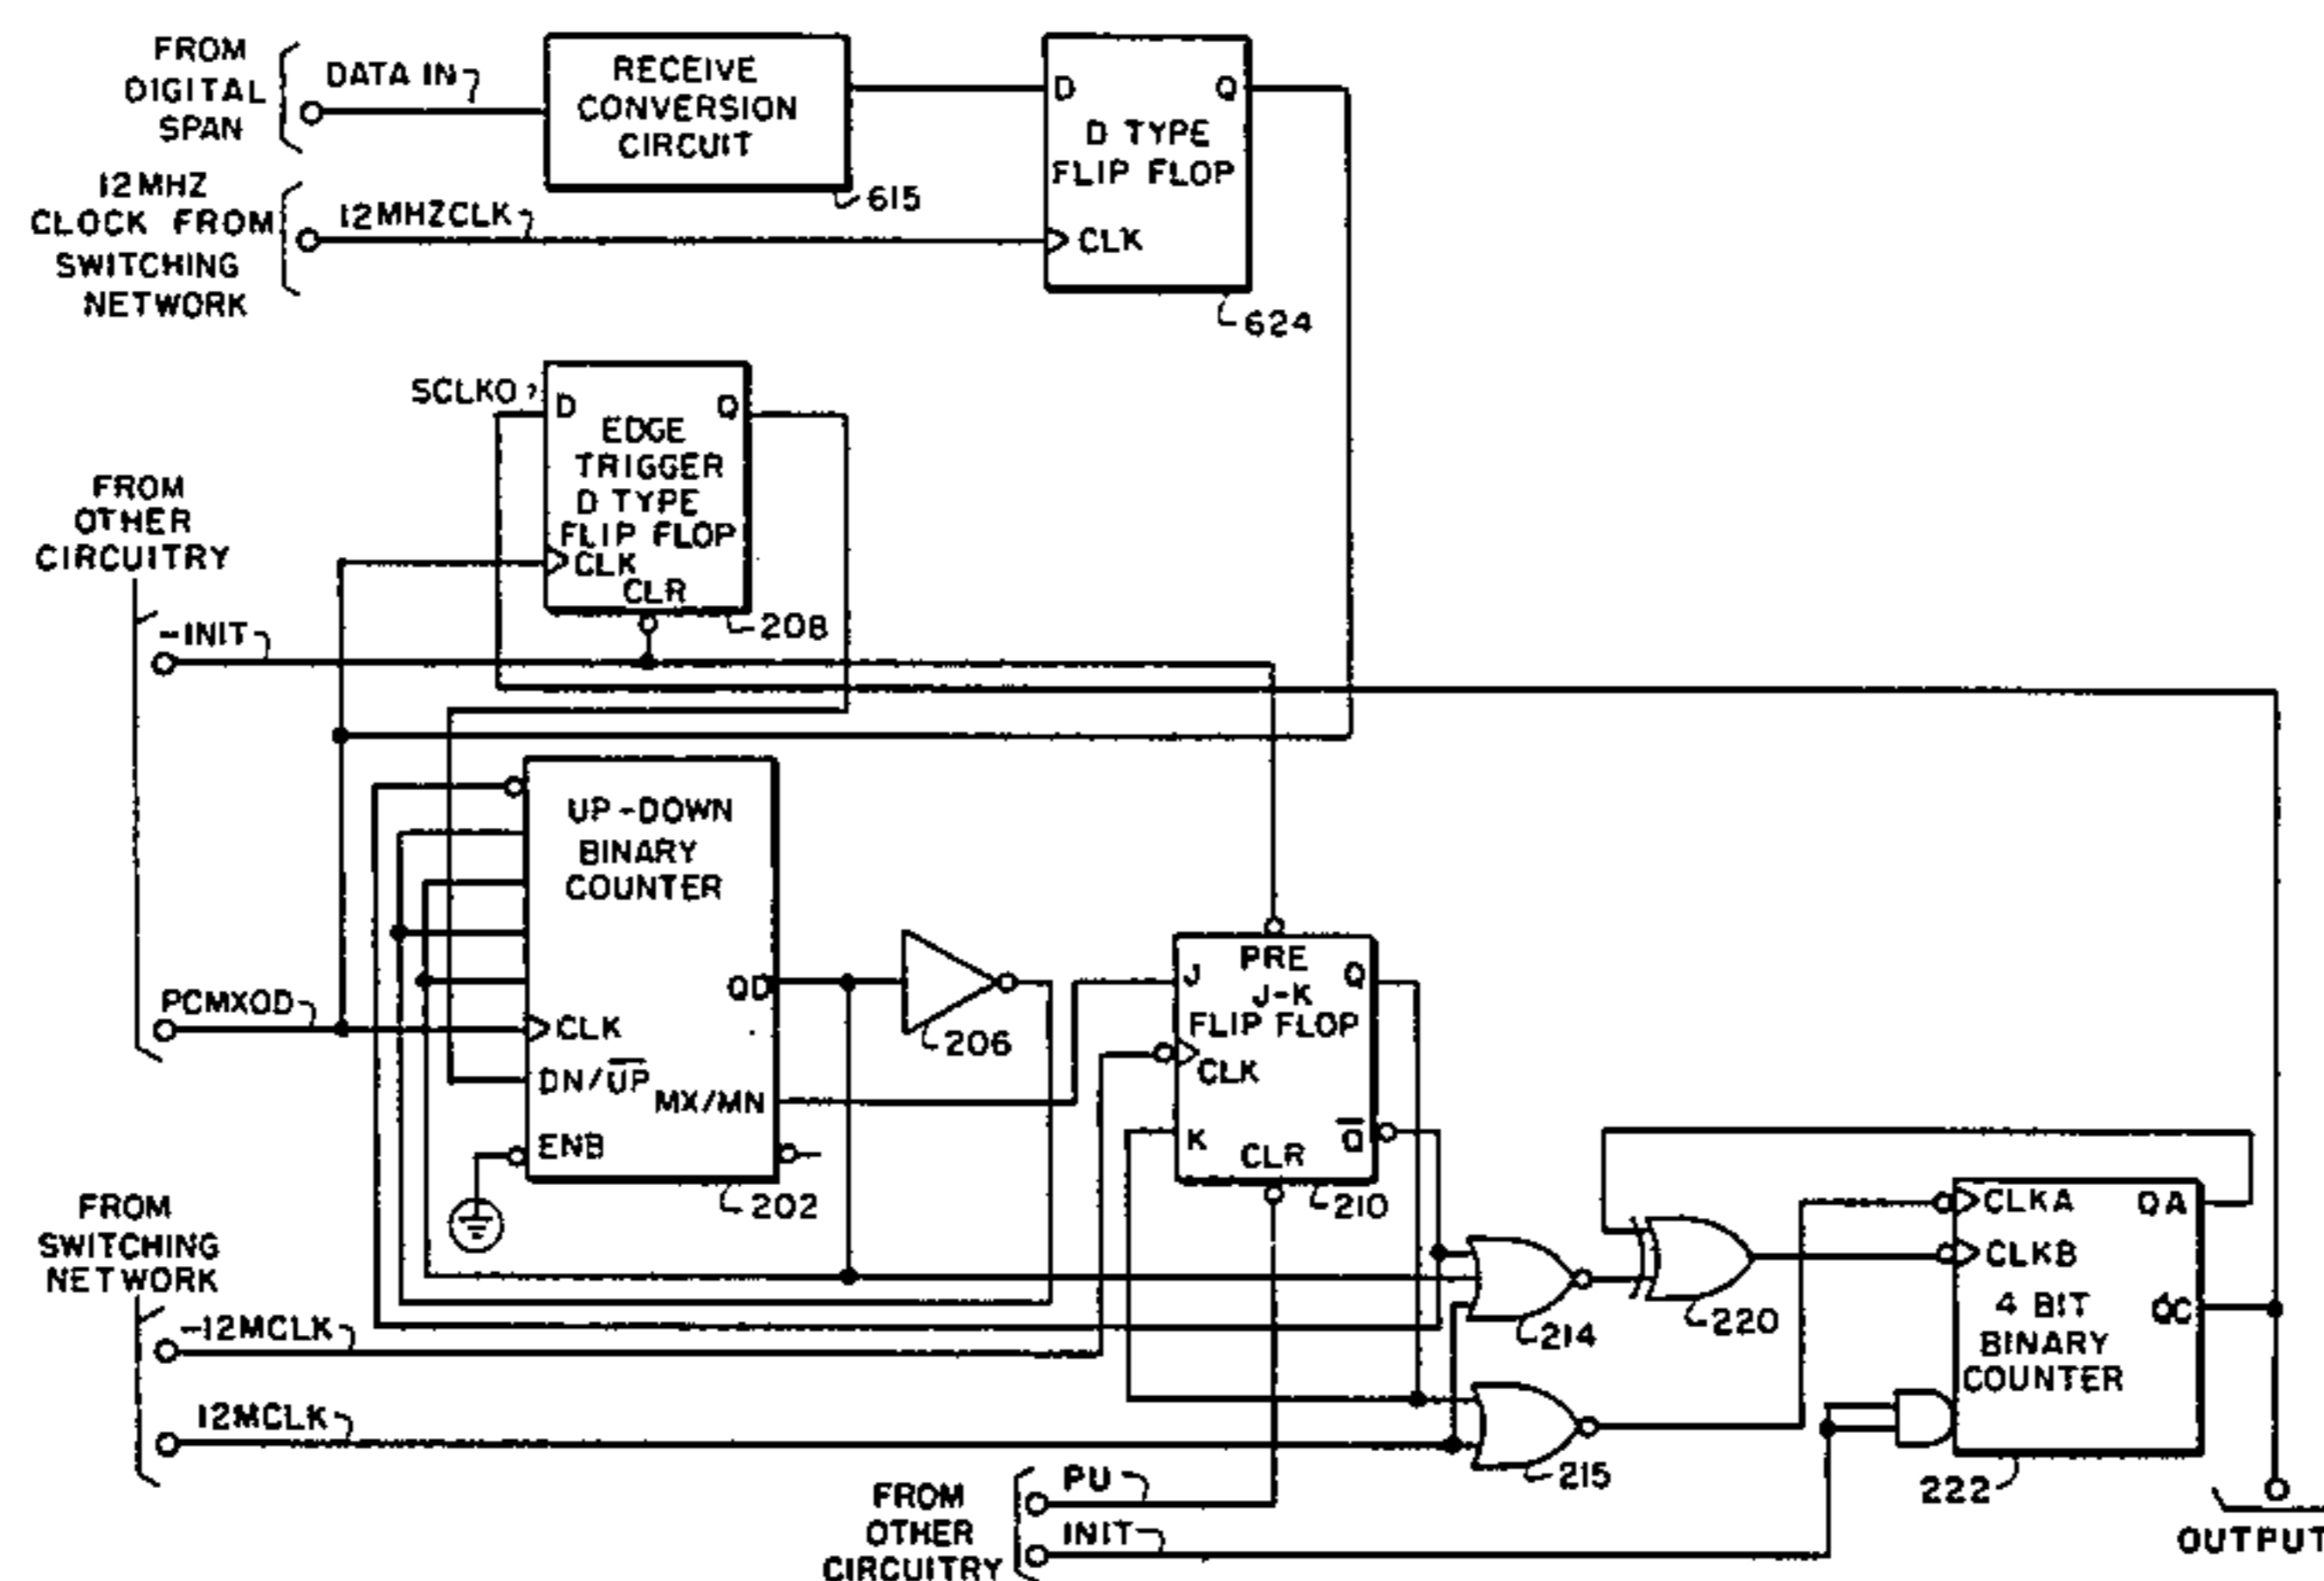 FROM
DIGITAL
SPAN
DATA IN
RECEIVE
CONVERSION
CIRCUIT
615
D
Q
D TYPE
FLIP FLOP
CLK
624
12MHZ
CLOCK FROM
SWITCHING
NETWORK
12MHZCLK
SCLKO
D
Q
EDGE
TRIGGER
D TYPE
FLIP FLOP
CLK
CLR
208
FROM
OTHER
CIRCUITRY
-INIT
PCMXOD
UP-DOWN
BINARY
COUNTER
QD
CLK
DN/U̅P̅
MX/MN
ENB
202
206
PRE
J
Q
J-K
FLIP FLOP
CLK
K
Q̅
CLR
210
FROM
SWITCHING
NETWORK
-12MCLK
12MCLK
214
215
220
CLKA
QA
CLKB
4 BIT
QC
BINARY
COUNTER
222
FROM
OTHER
CIRCUITRY
PU
INIT
OUTPUT